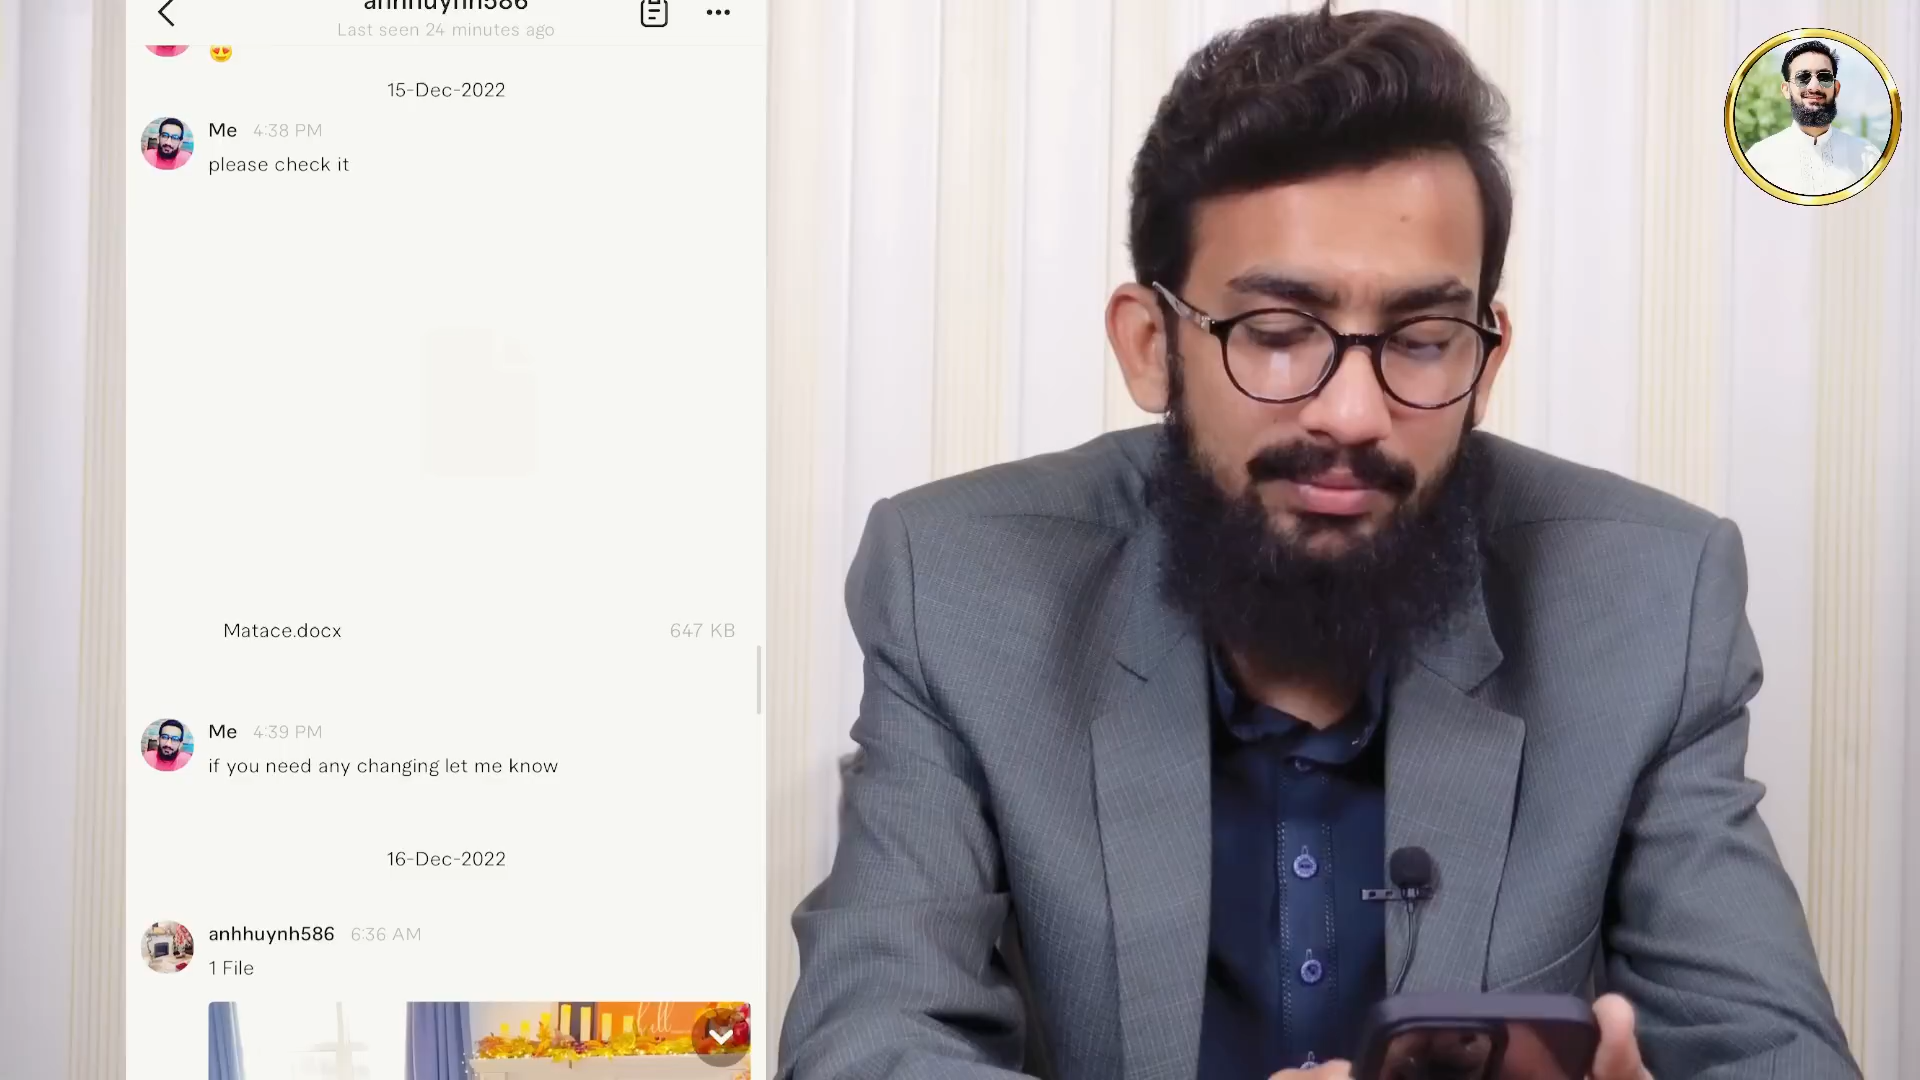 anhhuynh586
Last seen 24 minutes ago
15-Dec-2022
Me 4:38 PM
please check it
Matace.docx 647 KB
Me 4:39 PM
if you need any changing let me know
16-Dec-2022
anhhuynh586 6:36 AM
1 File
fall